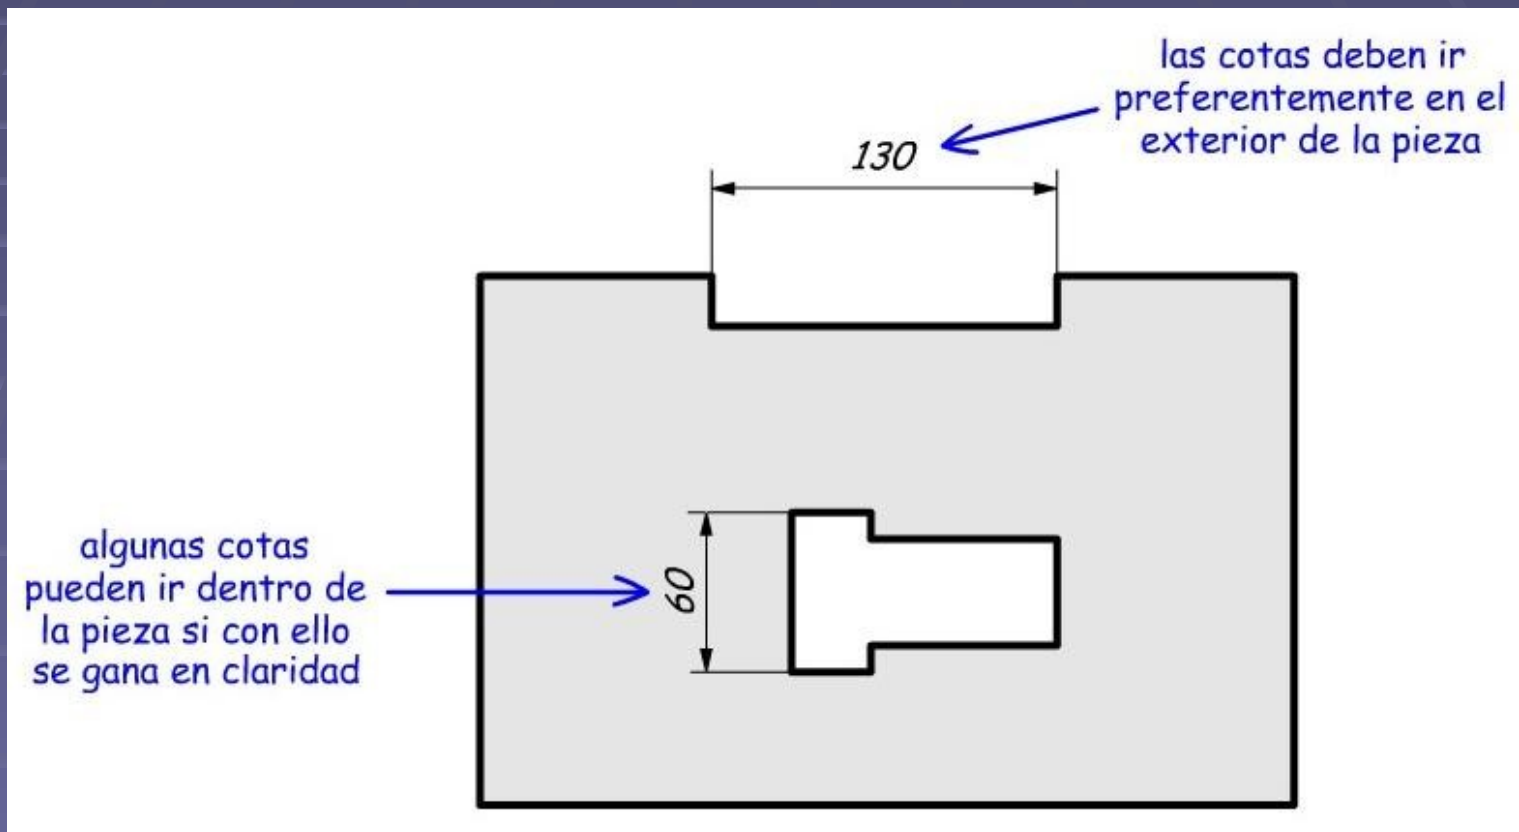 las cotas deben ir
preferentemente en el
exterior de la pieza
130
algunas cotas
pueden ir dentro de
la pieza si con ello
se gana en claridad
60